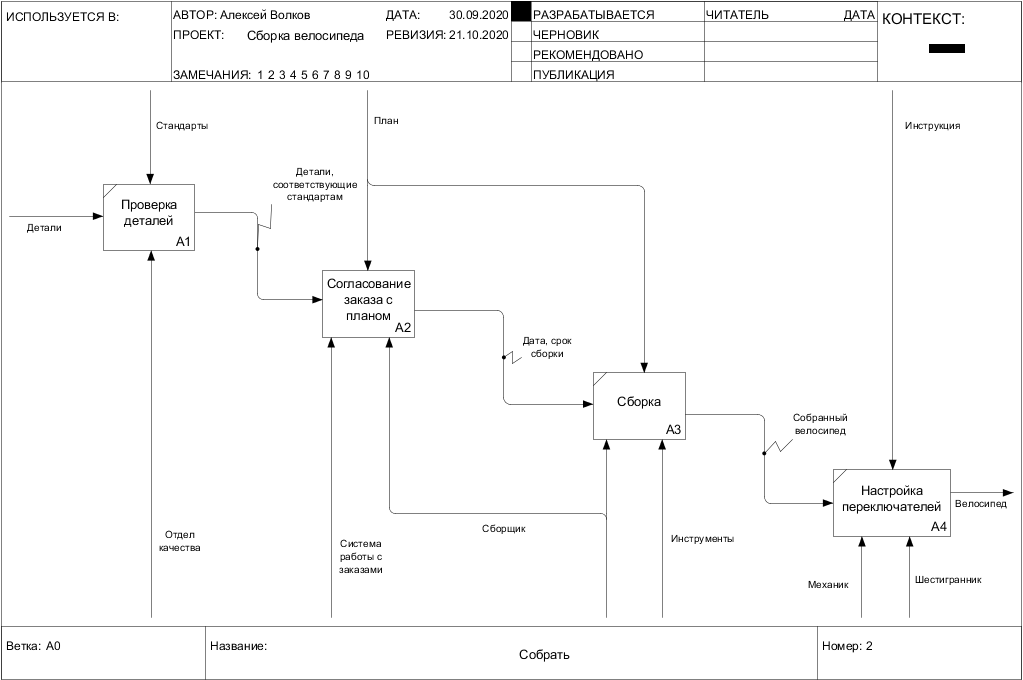 ИСПОЛЬЗУЕТСЯ В:
АВТОР: Алексей Волков
ДАТА: 30.09.2020
РАЗРАБАТЫВАЕТСЯ
ЧИТАТЕЛЬ
ДАТА
КОНТЕКСТ:
ПРОЕКТ: Сборка велосипеда
РЕВИЗИЯ: 21.10.2020
ЧЕРНОВИК
РЕКОМЕНДОВАНО
ЗАМЕЧАНИЯ: 1 2 3 4 5 6 7 8 9 10
ПУБЛИКАЦИЯ
Стандарты
План
Инструкция
Детали,
соответствующие
стандартам
Проверка
деталей
A1
Детали
Согласование
заказа с
планом
A2
Дата, срок
сборки
Сборка
A3
Собранный
велосипед
Настройка
переключателей
A4
Велосипед
Отдел
качества
Система
работы с
заказами
Сборщик
Инструменты
Механик
Шестигранник
Ветка: A0
Название:
Собрать
Номер: 2